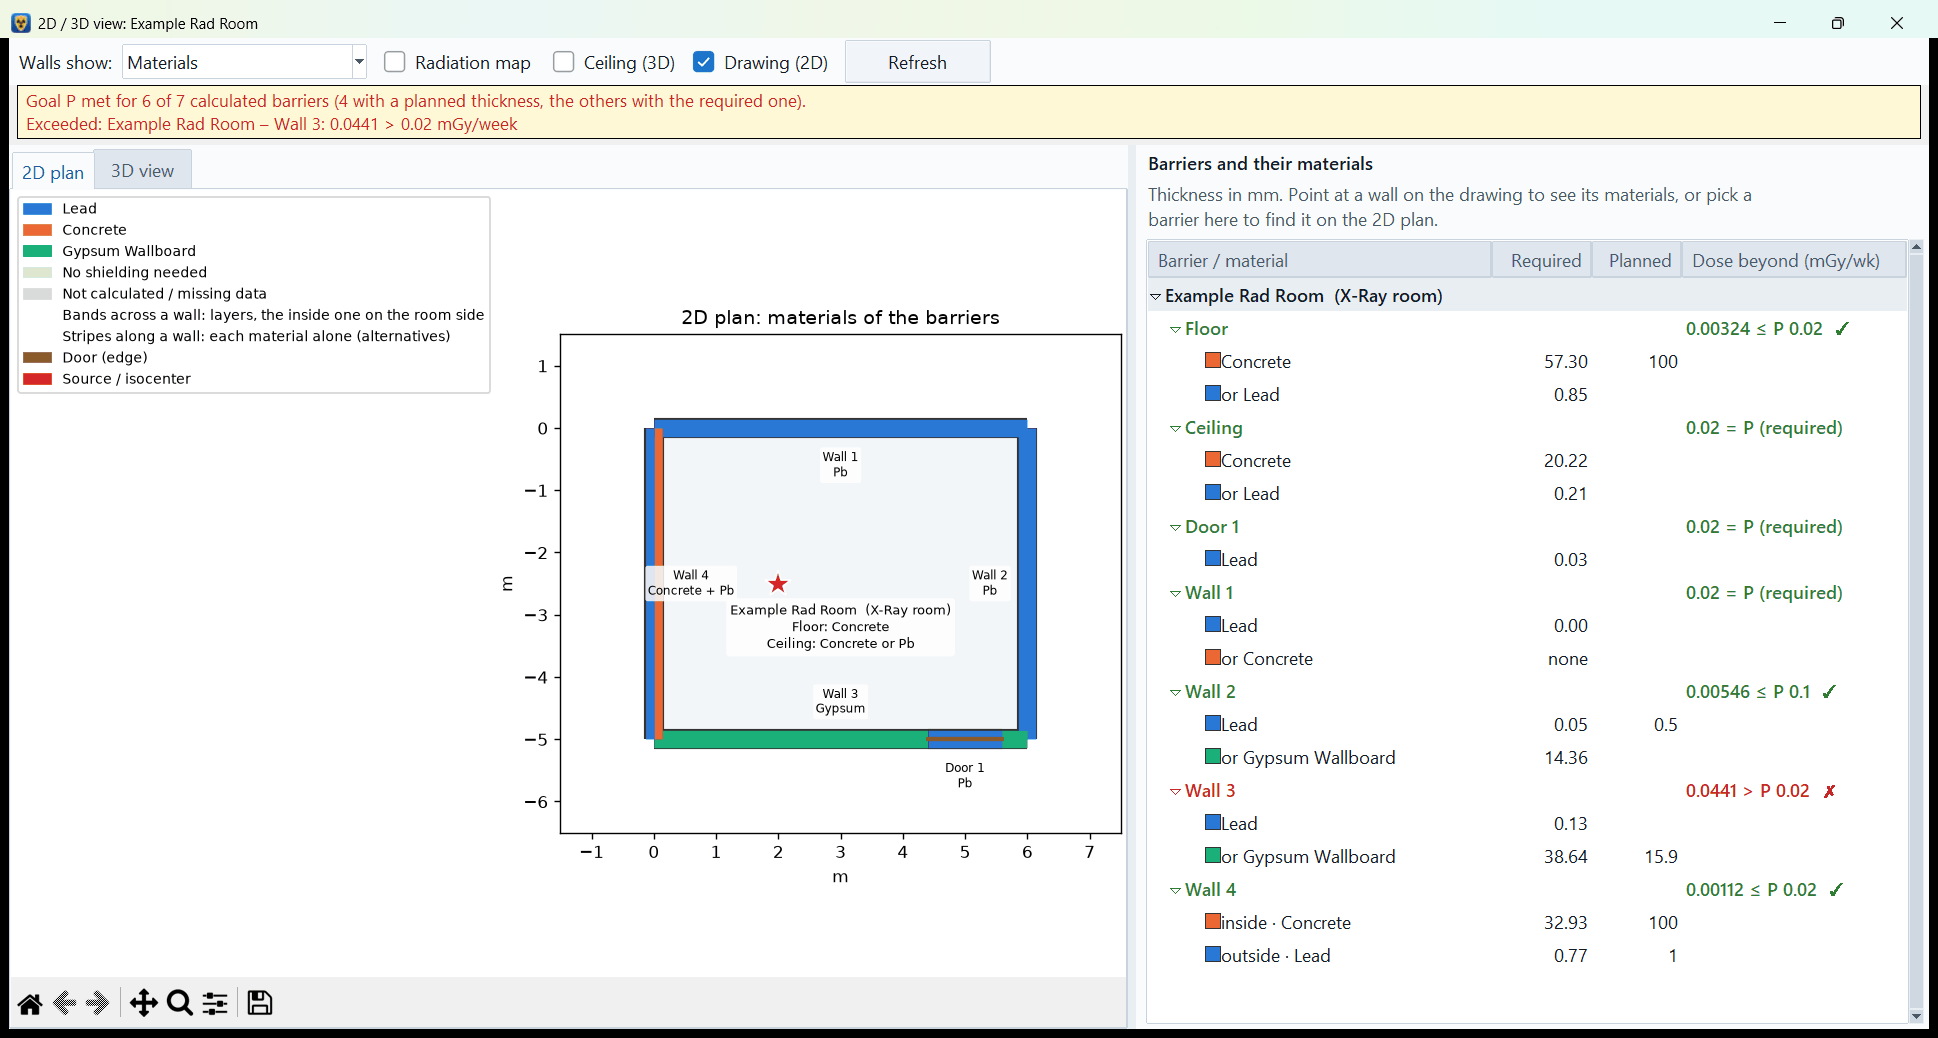 2D / 3D view: Example Rad Room
Walls show: Materials Radiation map Ceiling (3D) Drawing (2D) Refresh
Goal P met for 6 of 7 calculated barriers (4 with a planned thickness, the others with the required one).
Exceeded: Example Rad Room – Wall 3: 0.0441 > 0.02 mGy/week
2D plan 3D view
Lead
Concrete
Gypsum Wallboard
No shielding needed
Not calculated / missing data
Bands across a wall: layers, the inside one on the room side
Stripes along a wall: each material alone (alternatives)
Door (edge)
Source / isocenter
2D plan: materials of the barriers
1
0
−1
−2
−3
−4
−5
−6
m
Wall 1
Pb
Wall 4
Concrete + Pb
Wall 2
Pb
Example Rad Room (X-Ray room)
Floor: Concrete
Ceiling: Concrete or Pb
Wall 3
Gypsum
Door 1
Pb
−1 0 1 2 3 4 5 6 7
m
Barriers and their materials
Thickness in mm. Point at a wall on the drawing to see its materials, or pick a
barrier here to find it on the 2D plan.
Barrier / material Required Planned Dose beyond (mGy/wk)
Example Rad Room (X-Ray room)
Floor 0.00324 ≤ P 0.02 ✓
Concrete 57.30 100
or Lead 0.85
Ceiling 0.02 = P (required)
Concrete 20.22
or Lead 0.21
Door 1 0.02 = P (required)
Lead 0.03
Wall 1 0.02 = P (required)
Lead 0.00
or Concrete none
Wall 2 0.00546 ≤ P 0.1 ✓
Lead 0.05 0.5
or Gypsum Wallboard 14.36
Wall 3 0.0441 > P 0.02 ✗
Lead 0.13
or Gypsum Wallboard 38.64 15.9
Wall 4 0.00112 ≤ P 0.02 ✓
inside · Concrete 32.93 100
outside · Lead 0.77 1